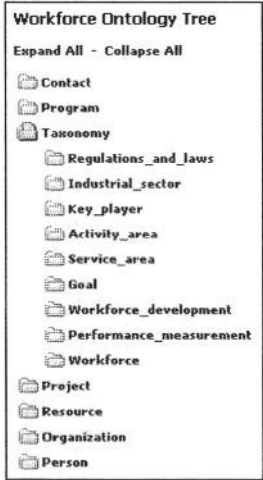 Workforce Ontology Tree
Expand All - Collapse All
Contact
Program
Taxonomy
Regulations_and_laws
Industrial_sector
Key_player
Activity_area
Service_area
Goal
Workforce_development
Performance_measurement
Workforce
Project
Resource
Organization
Person